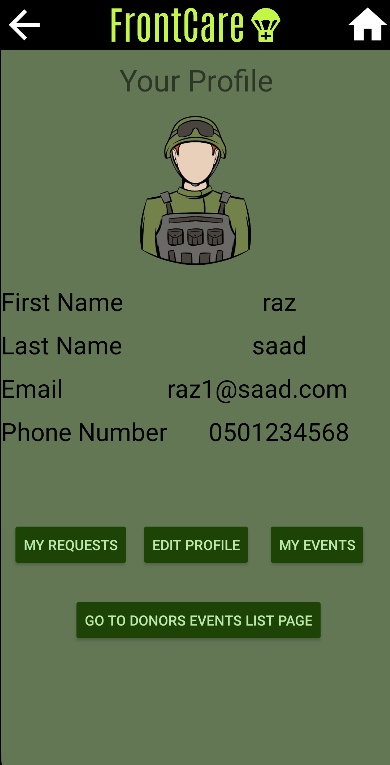 FrontCare
Your Profile
First Name raz
Last Name saad
Email raz1@saad.com
Phone Number 0501234568
MY REQUESTS EDIT PROFILE MY EVENTS
GO TO DONORS EVENTS LIST PAGE